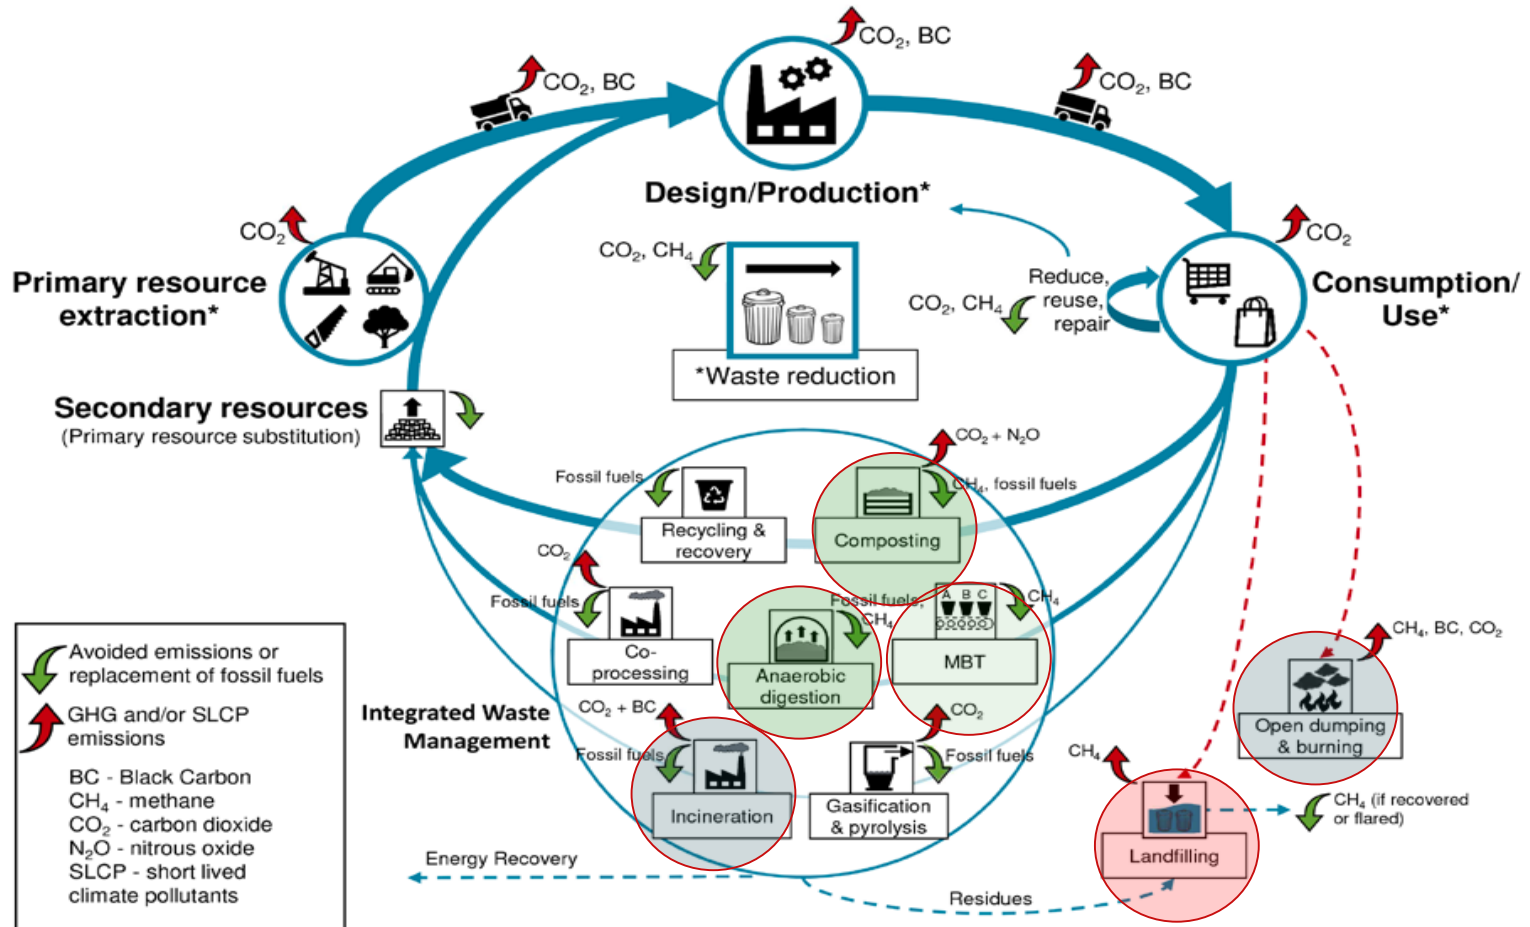 CO₂, BC
CO₂, BC
CO₂, BC
Design/Production*
CO₂
Primary resource
extraction*
CO₂, CH₄
*Waste reduction
Reduce,
reuse,
repair
CO₂, CH₄
CO₂
Consumption/
Use*
Secondary resources
(Primary resource substitution)
Fossil fuels
Recycling &
recovery
CO₂ + N₂O
CH₄, fossil fuels
Composting
CO₂
Fossil fuels
Co-
processing
Fossil fuels,
CH₄
Anaerobic
digestion
A B C
CH₄
MBT
Integrated Waste
Management
CO₂ + BC
Fossil fuels
Incineration
CO₂
Fossil fuels
Gasification
& pyrolysis
CH₄, BC, CO₂
Open dumping
& burning
CH₄
Landfilling
CH₄ (if recovered
or flared)
Energy Recovery
Residues
Avoided emissions or
replacement of fossil fuels
GHG and/or SLCP
emissions
BC - Black Carbon
CH₄ - methane
CO₂ - carbon dioxide
N₂O - nitrous oxide
SLCP - short lived
climate pollutants